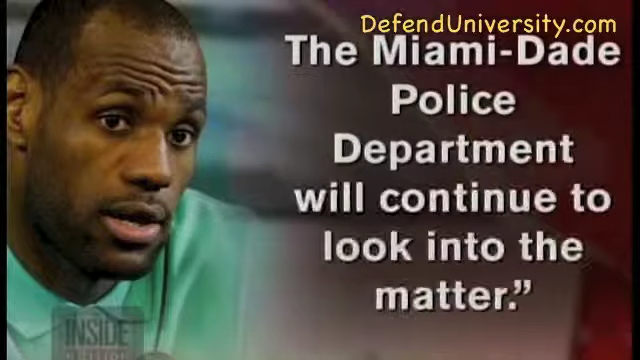 DefendUniversity.com
The Miami-Dade
Police
Department
will continue to
look into the
matter.”
INSIDE